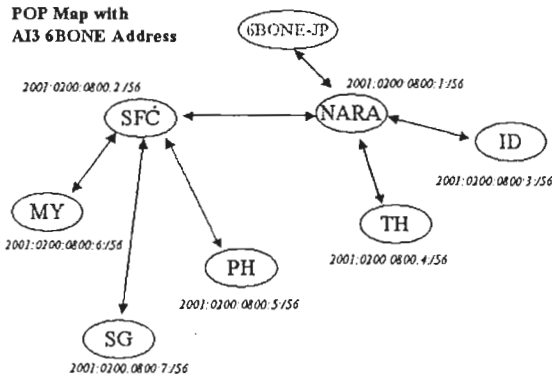 POP Map with
AI3 6BONE Address
6BONE-JP
2001:0200:0800:1:/56
NARA
2001:0200:0800:2:/56
SFC
ID
2001:0200:0800:3:/56
MY
2001:0200:0800:6:/56
TH
2001:0200:0800:4:/56
PH
2001:0200:0800:5:/56
SG
2001:0200:0800:7:/56